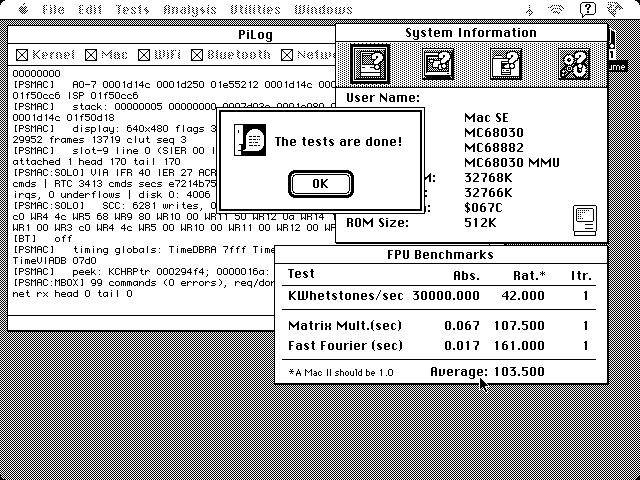 File Edit Tests Analysis Utilities Windows
PiLog
Kernel Mac WiFi Bluetooth
00000000
[PSMAC] A0-7 0001d14c 0001d250 01e55212 0001d14c
01f50cc6 ISP 01f50cc6
[PSMAC] stack: 00000005 00000000
0001d14c 01f50d18
[PSMAC] display: 640x480 flags
29952 frames 13719 clut seq 3
[PSMAC] slot-9 line 0 (SIER 00
attached 1 head 170 tail 170
[PSMAC:SOLO] VIA IFR 40 IER 27 ACR
cmds | RTC 3413 cmds s e7214b75
irqs, 0 underflows | disk 0: 4006
[PSMAC:SOLO] SCC: 6281 writes, 0
c0 WR4 4c WR5 68 WR9 80 WR10 00 WR11 50 WR12 0a WR14
WR1 00 WR3 c0 WR4 4c WR5 00 WR10 00 WR11 00 WR12 00
[BT] off
[PSMAC] timing globals: TimeDBRA 7fff
TimeVIADB 07d0
[PSMAC] peek: KCHRPtr 000294f4; 0000016a:
[PSMAC:MBOX] 99 commands (0 errors), req/don
net rx head 0 tail 0
System Information
User Name:
Mac SE
MC68030
MC68882
MC68030 MMU
32768K
32766K
$067C
ROM Size: 512K
The tests are done!
OK
FPU Benchmarks
Test Abs. Rat.* Itr.
KWhetstones/sec 30000.000 42.000 1
Matrix Mult.(sec) 0.067 107.500 1
Fast Fourier (sec) 0.017 161.000 1
*A Mac II should be 1.0 Average: 103.500